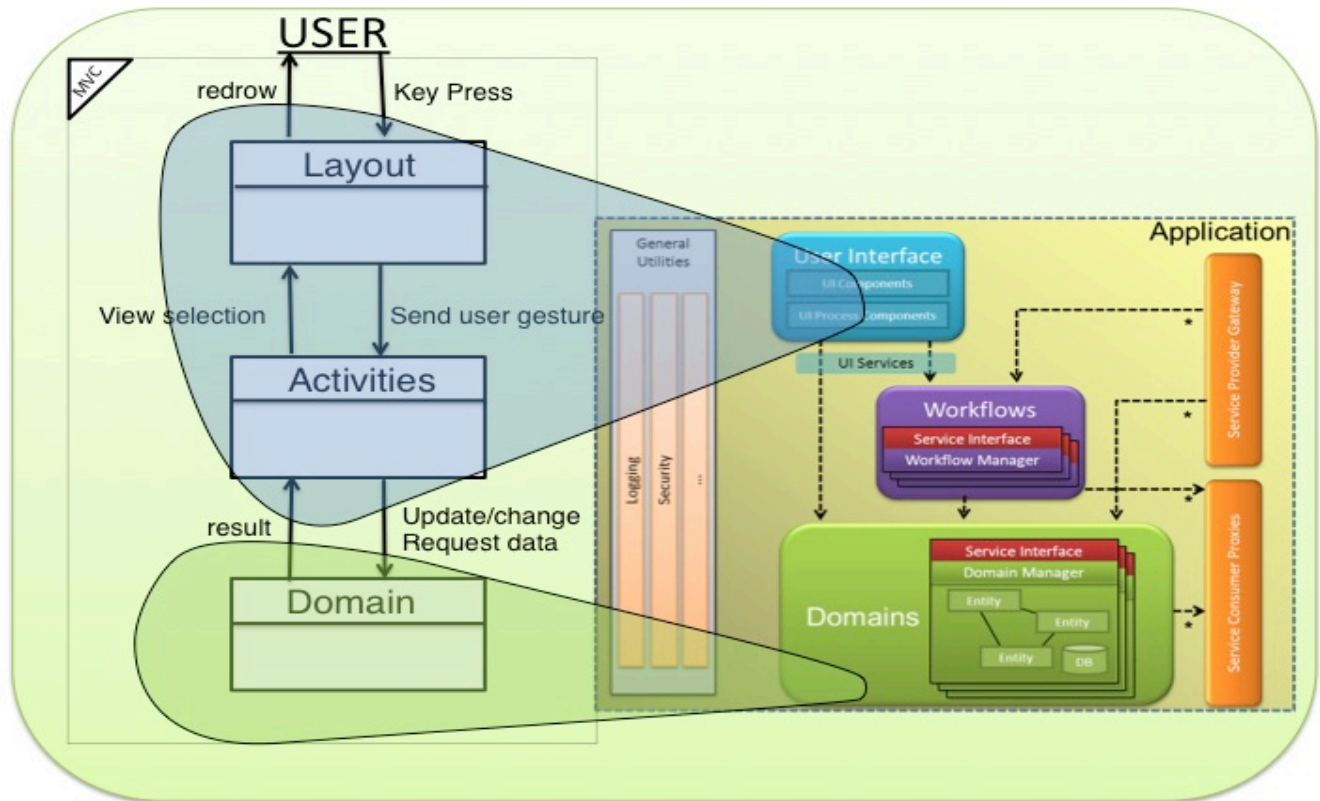 USER
MVC
redrow
Key Press
Layout
View selection
Send user gesture
Activities
result
Update/change
Request data
Domain
Application
General
Utilities
Logging
Security
...
User Interface
UI Components
UI Process Components
UI Services
Workflows
Service Interface
Workflow Manager
Domains
Service Interface
Domain Manager
Entity
Entity
Entity
DB
Service Provider Gateway
*
*
Service Consumer Proxies
*
*